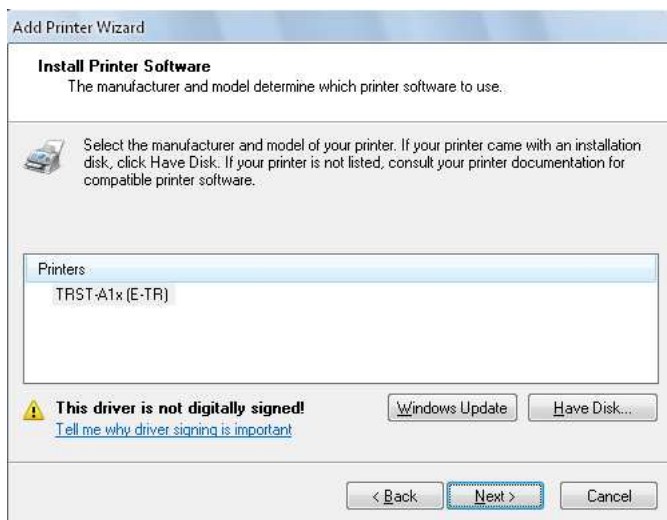 Add Printer Wizard
Install Printer Software
The manufacturer and model determine which printer software to use.
Select the manufacturer and model of your printer. If your printer came with an installation
disk, click Have Disk. If your printer is not listed, consult your printer documentation for
compatible printer software.
Printers
TRST-A1x (E-TR)
This driver is not digitally signed!
Tell me why driver signing is important
Windows Update
Have Disk...
< Back
Next >
Cancel